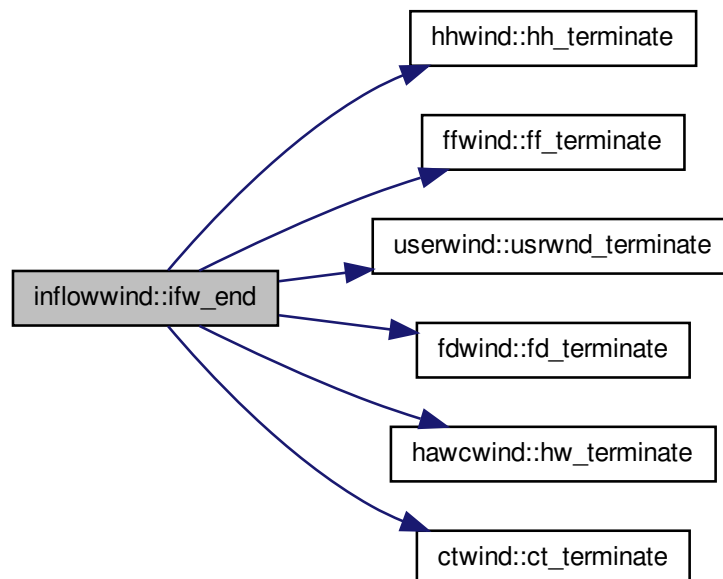 hhwind::hh_terminate
ffwind::ff_terminate
userwind::usrwnd_terminate
inflowwind::ifw_end
fdwind::fd_terminate
hawcwind::hw_terminate
ctwind::ct_terminate